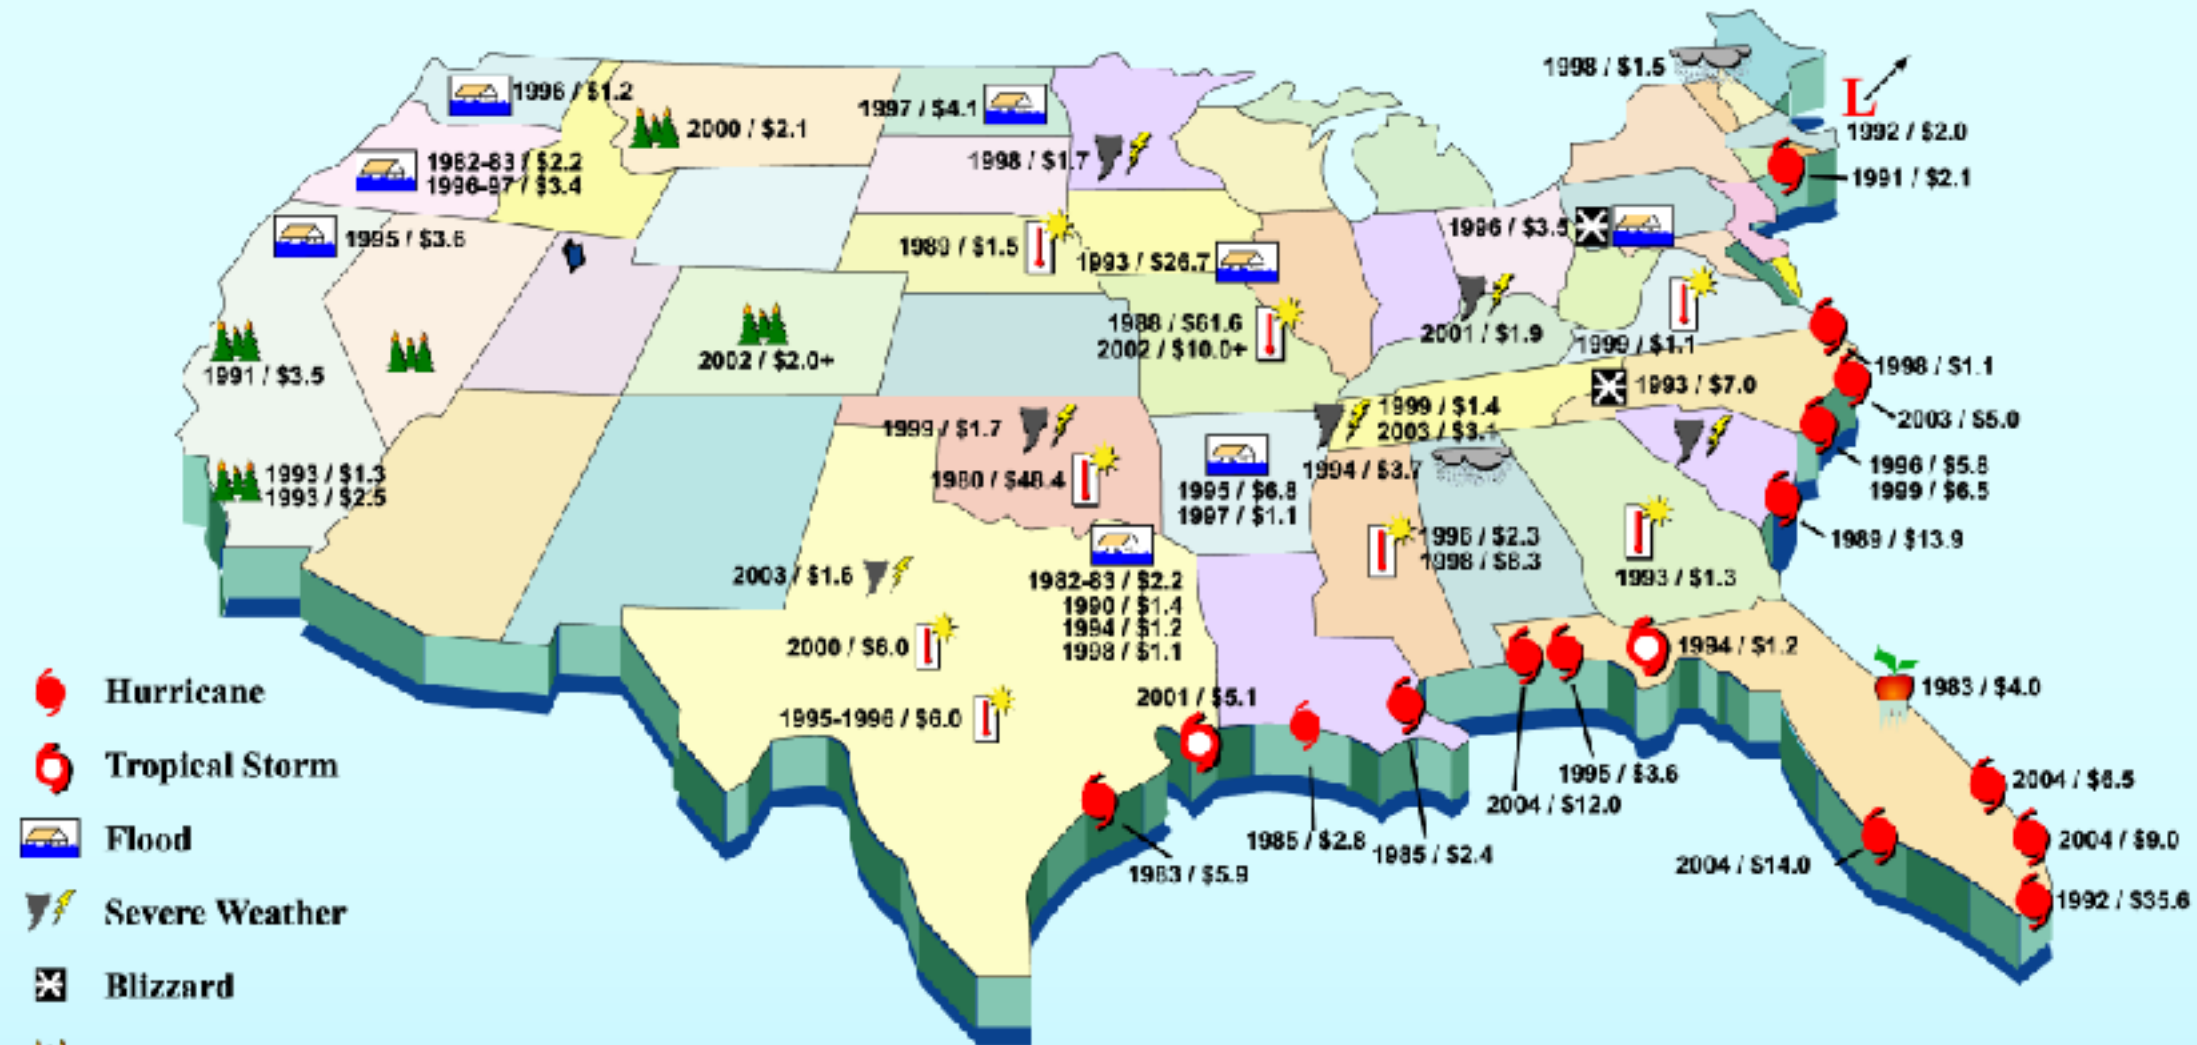 1998 / $1.5
L
1996 / $1.2
1997 / $4.1
2000 / $2.1
1992 / $2.0
1982-83 / $2.2
1996-97 / $3.4
1998 / $1.7
1991 / $2.1
1995 / $3.6
1989 / $1.5
1996 / $3.5
1993 / $26.7
1988 / $61.6
2002 / $10.0+
2001 / $1.9
1999 / $1.1
2002 / $2.0+
1991 / $3.5
1998 / $1.1
1993 / $7.0
2003 / $5.0
1999 / $1.4
2003 / $3.1
1999 / $1.7
1994 / $3.7
1993 / $1.3
1993 / $2.5
1980 / $48.4
1995 / $6.8
1997 / $1.1
1996 / $5.8
1999 / $6.5
1996 / $2.3
1998 / $8.3
1989 / $13.9
2003 / $1.6
1982-83 / $2.2
1990 / $1.4
1994 / $1.2
1998 / $1.1
1993 / $1.3
2000 / $6.0
1994 / $1.2
1983 / $4.0
Hurricane
2001 / $5.1
1995-1996 / $6.0
Tropical Storm
1995 / $3.6
2004 / $6.5
2004 / $12.0
Flood
1985 / $2.8
1985 / $2.4
2004 / $9.0
2004 / $14.0
1983 / $5.9
1992 / $35.6
Severe Weather
Blizzard